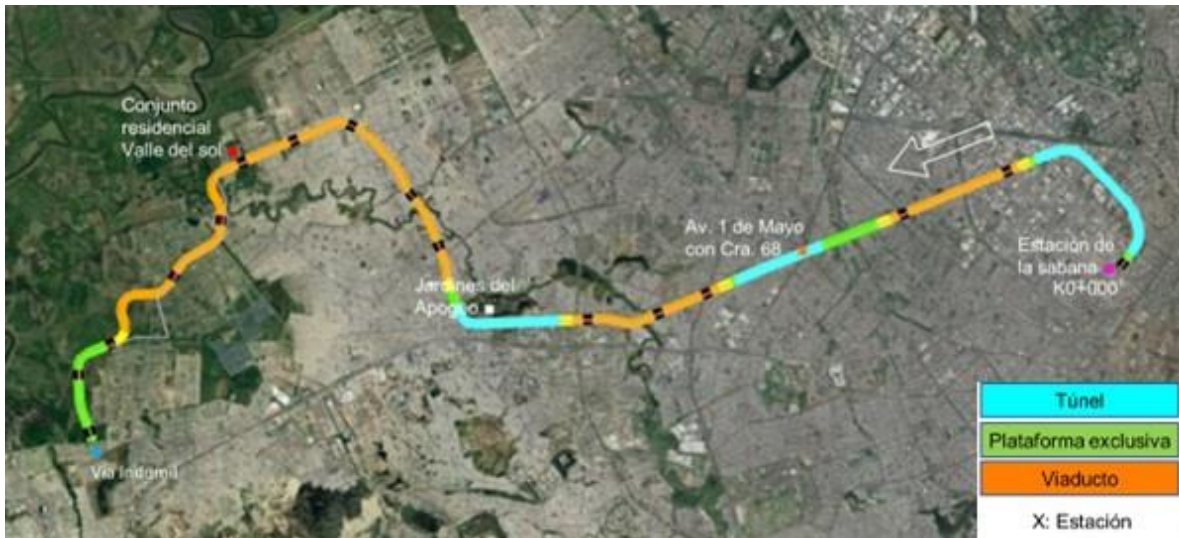 Conjunto
residencial
Valle del sol
Av. 1 de Mayo
con Cra. 68
Estación de
la sabana
K0+000
Jardines del
Apogeo
Vía Indumil
Túnel
Plataforma exclusiva
Viaducto
X: Estación